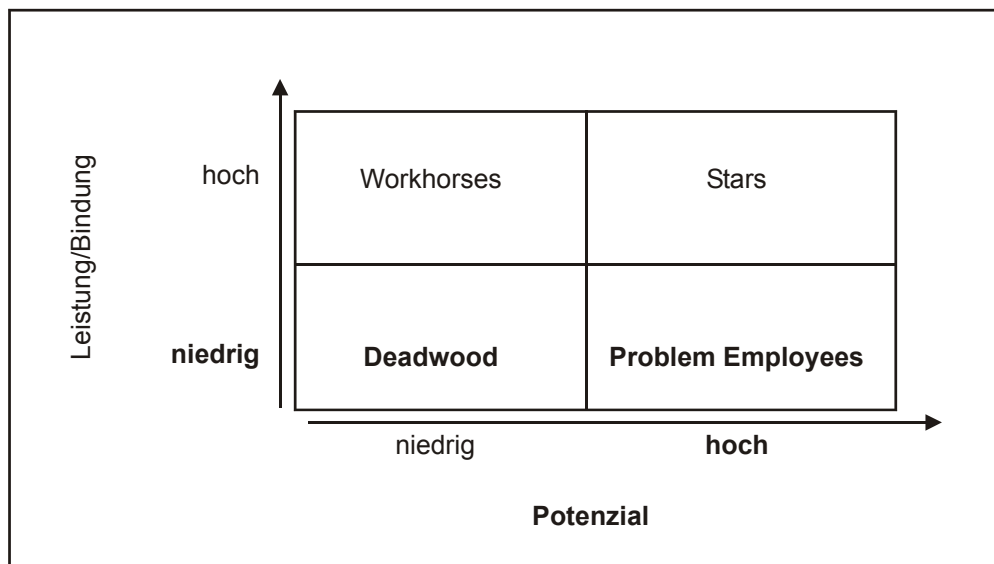 Leistung/Bindung
hoch
Workhorses
Stars
niedrig
Deadwood
Problem Employees
niedrig
hoch
Potenzial